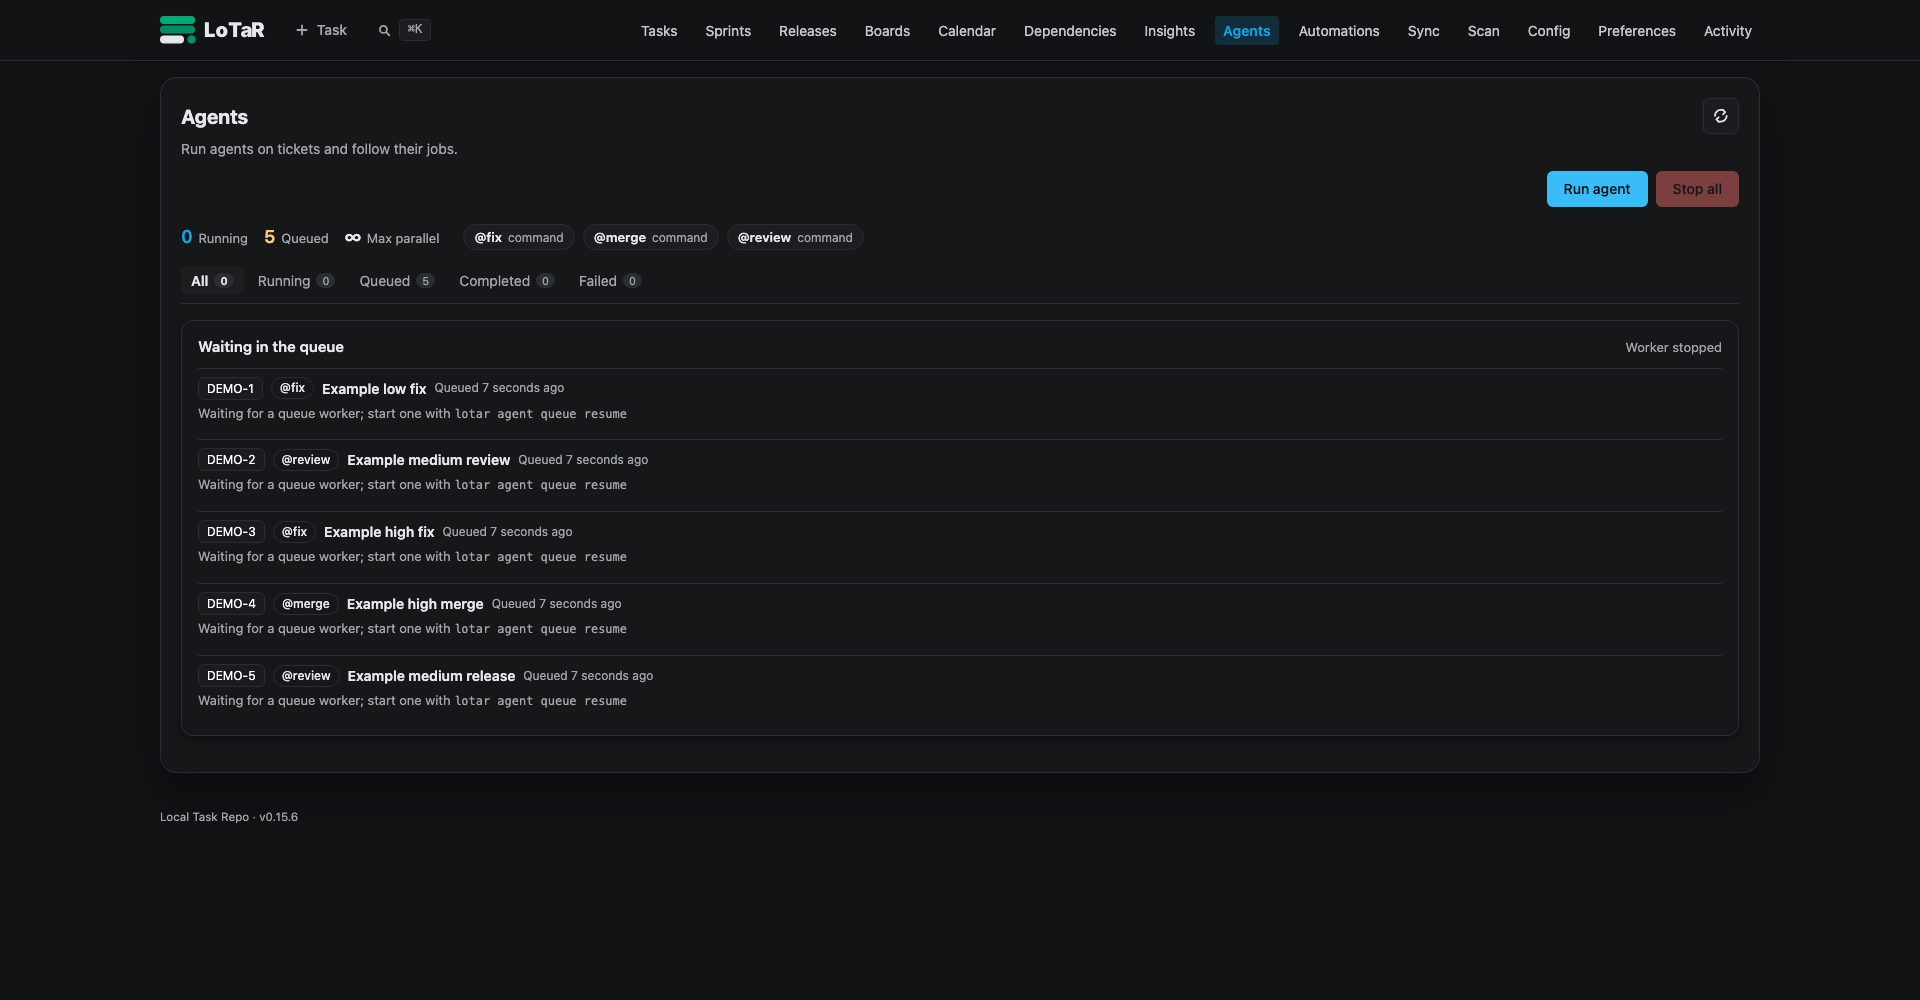 LoTaR + Task ⌘K Tasks Sprints Releases Boards Calendar Dependencies Insights Agents Automations Sync Scan Config Preferences Activity
Agents
Run agents on tickets and follow their jobs.
Run agent Stop all
0 Running 5 Queued ∞ Max parallel @fix command @merge command @review command
All 0 Running 0 Queued 5 Completed 0 Failed 0
Waiting in the queue Worker stopped
DEMO-1 @fix Example low fix Queued 7 seconds ago
Waiting for a queue worker; start one with lotar agent queue resume
DEMO-2 @review Example medium review Queued 7 seconds ago
Waiting for a queue worker; start one with lotar agent queue resume
DEMO-3 @fix Example high fix Queued 7 seconds ago
Waiting for a queue worker; start one with lotar agent queue resume
DEMO-4 @merge Example high merge Queued 7 seconds ago
Waiting for a queue worker; start one with lotar agent queue resume
DEMO-5 @review Example medium release Queued 7 seconds ago
Waiting for a queue worker; start one with lotar agent queue resume
Local Task Repo · v0.15.6